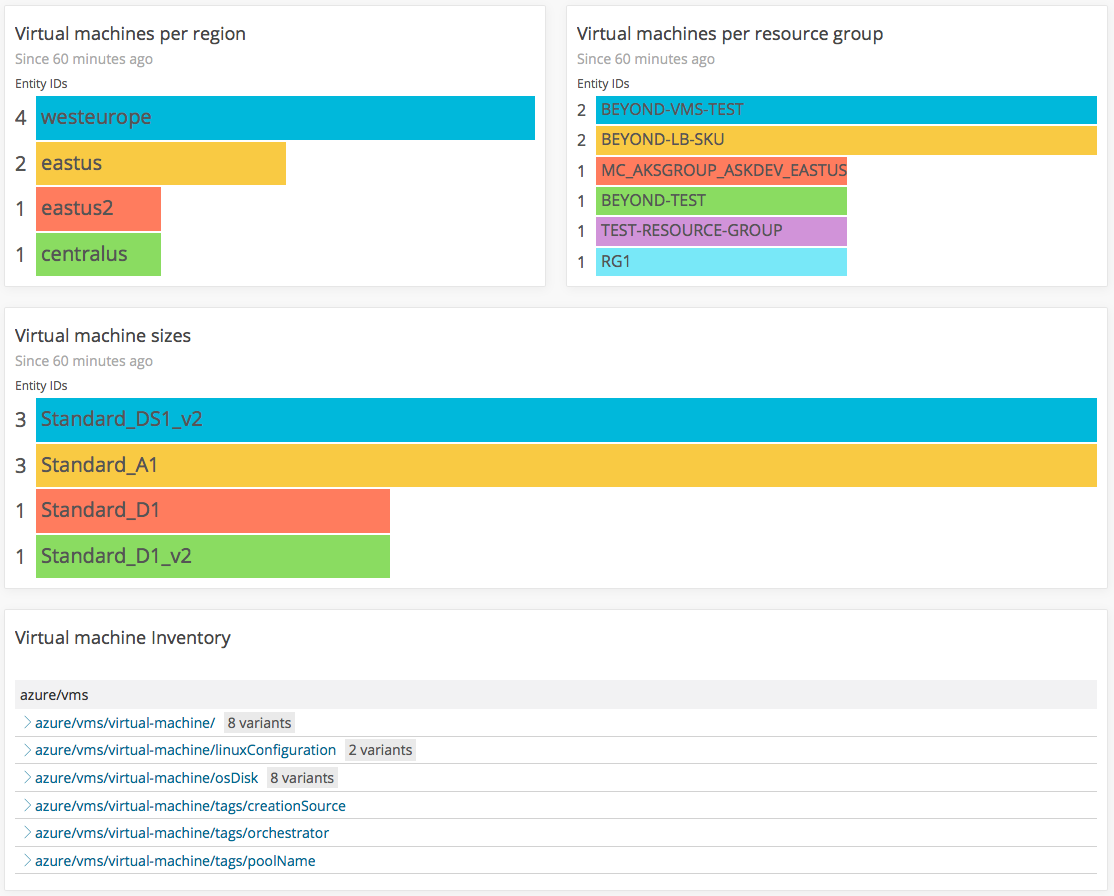 Virtual machines per region
Since 60 minutes ago
Entity IDs
4 westeurope
2 eastus
1 eastus2
1 centralus
Virtual machines per resource group
Since 60 minutes ago
Entity IDs
2 BEYOND-VMS-TEST
2 BEYOND-LB-SKU
1 MC_AKSGROUP_ASKDEV_EASTUS
1 BEYOND-TEST
1 TEST-RESOURCE-GROUP
1 RG1
Virtual machine sizes
Since 60 minutes ago
Entity IDs
3 Standard_DS1_v2
3 Standard_A1
1 Standard_D1
1 Standard_D1_v2
Virtual machine Inventory
azure/vms
azure/vms/virtual-machine/ 8 variants
azure/vms/virtual-machine/linuxConfiguration 2 variants
azure/vms/virtual-machine/osDisk 8 variants
azure/vms/virtual-machine/tags/creationSource
azure/vms/virtual-machine/tags/orchestrator
azure/vms/virtual-machine/tags/poolName